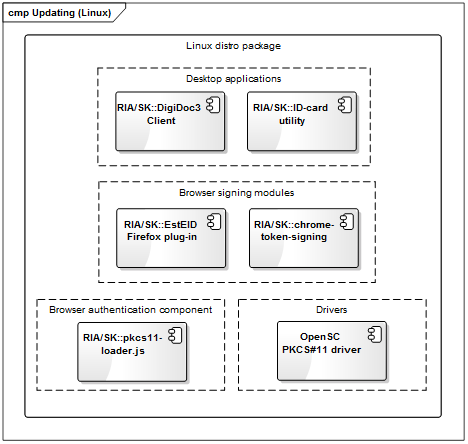 cmp Updating (Linux)
Linux distro package
Desktop applications
RIA/SK::DigiDoc3
Client
RIA/SK::ID-card
utility
Browser signing modules
RIA/SK::EstEID
Firefox plug-in
RIA/SK::chrome-
token-signing
Browser authentication component
RIA/SK::pkcs11-
loader.js
Drivers
OpenSC
PKCS#11 driver